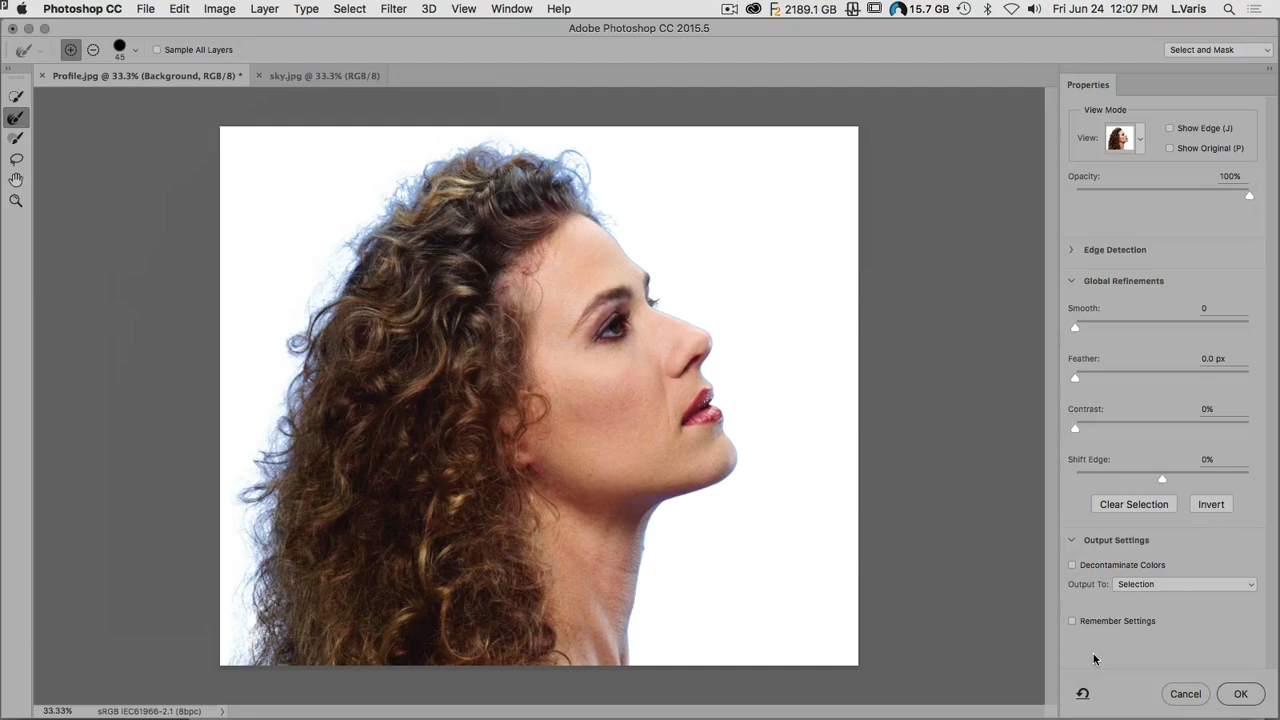 Photoshop CC File Edit Image Layer Type Select Filter 3D View Window Help 2189.1 GB 15.7 GB Fri Jun 24 12:07 PM L.Varis
Adobe Photoshop CC 2015.5
45 Sample All Layers Select and Mask
Profile.jpg @ 33.3% (Background, RGB/8) * sky.jpg @ 33.3% (RGB/8)
Properties
View Mode
View: Show Edge (J)
Show Original (P)
Opacity: 100%
Edge Detection
Global Refinements
Smooth: 0
Feather: 0.0 px
Contrast: 0%
Shift Edge: 0%
Clear Selection Invert
Output Settings
Decontaminate Colors
Output To: Selection
Remember Settings
Cancel OK
33.33% sRGB IEC61966-2.1 (8bpc)